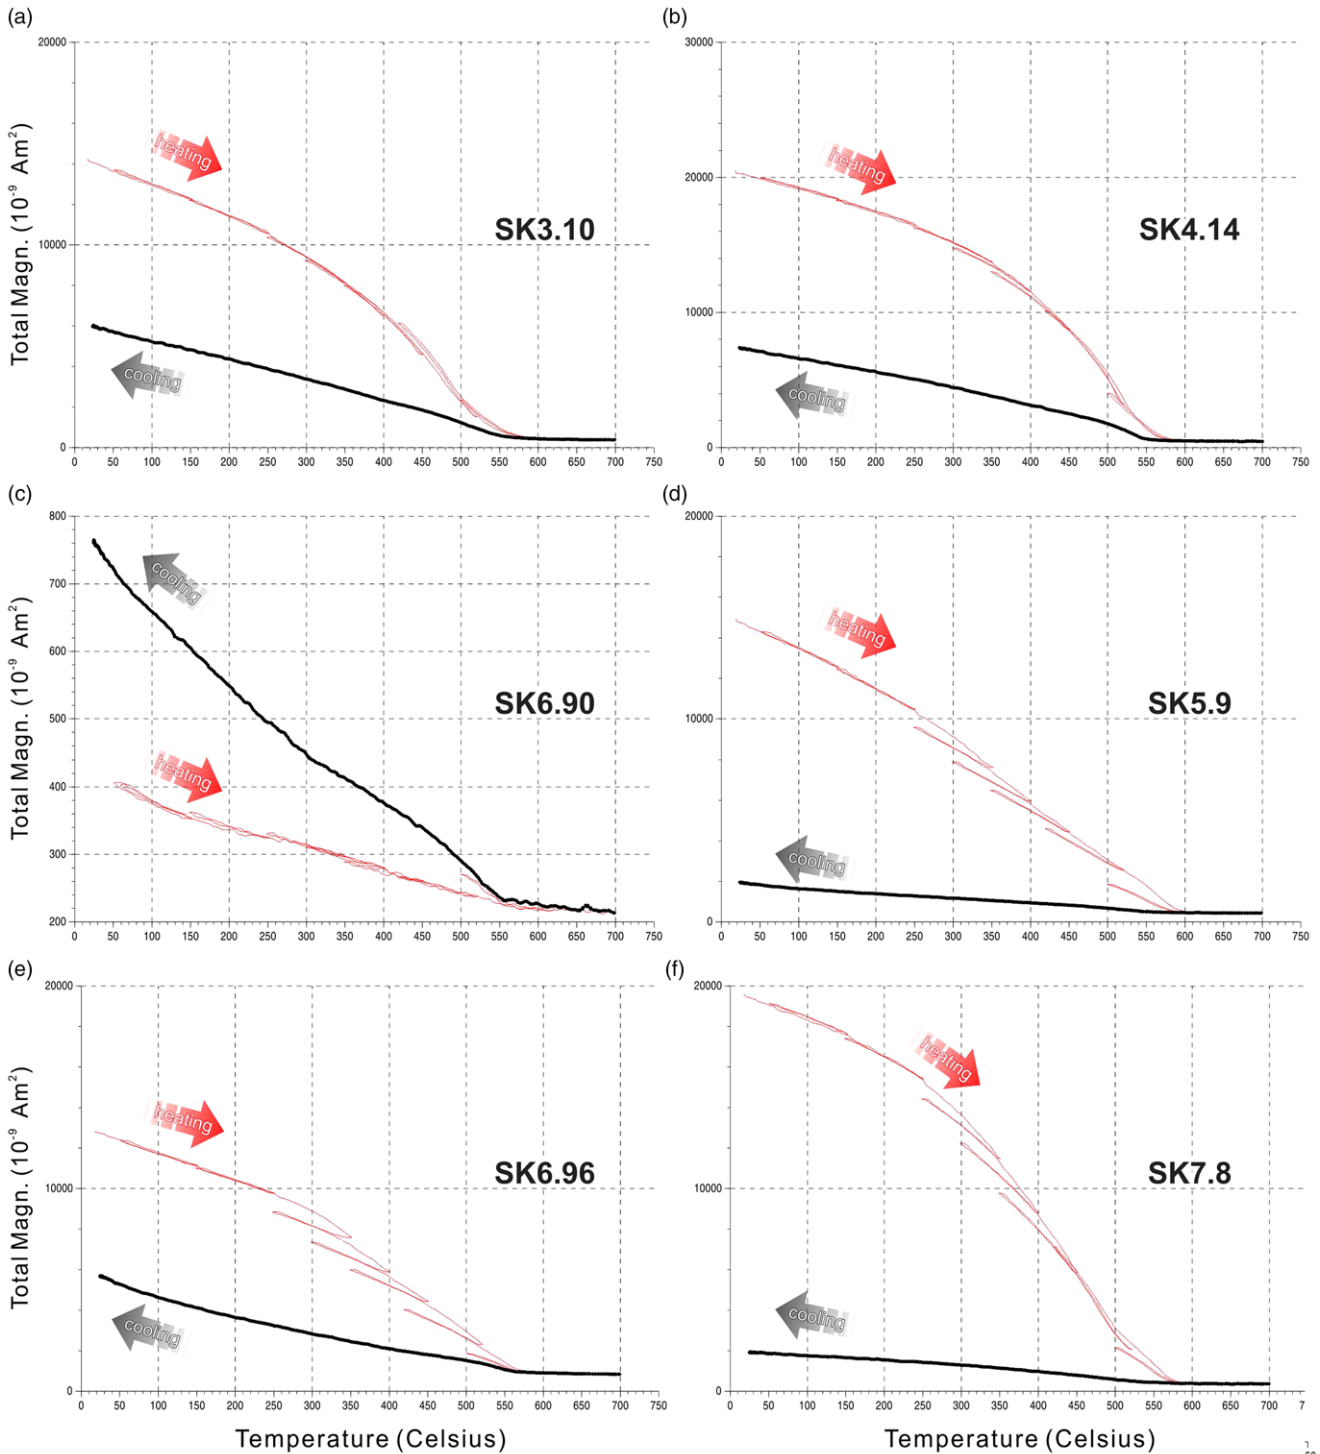 (a)
(b)
20000
10000
0
0 50 100 150 200 250 300 350 400 450 500 550 600 650 700 750
heating
SK3.10
cooling
Total Magn. (10⁻⁹ Am²)
30000
20000
10000
0
0 50 100 150 200 250 300 350 400 450 500 550 600 650 700 750
heating
SK4.14
cooling
(c)
(d)
800
700
600
500
400
300
200
0 50 100 150 200 250 300 350 400 450 500 550 600 650 700 750
cooling
SK6.90
heating
Total Magn. (10⁻⁹ Am²)
20000
10000
0
0 50 100 150 200 250 300 350 400 450 500 550 600 650 700 750
heating
SK5.9
cooling
(e)
(f)
20000
10000
0
0 50 100 150 200 250 300 350 400 450 500 550 600 650 700 750
heating
SK6.96
cooling
Total Magn. (10⁻⁹ Am²)
Temperature (Celsius)
20000
10000
0
0 50 100 150 200 250 300 350 400 450 500 550 600 650 700 7
heating
SK7.8
cooling
Temperature (Celsius)